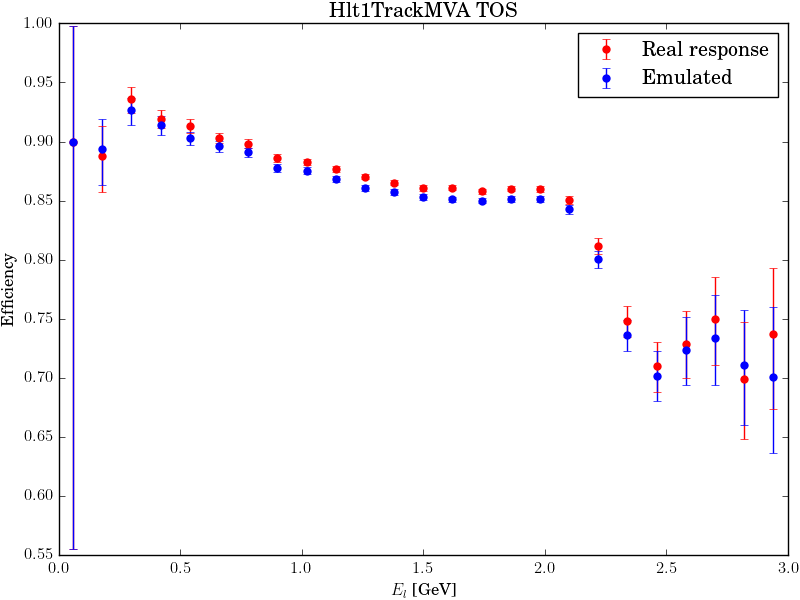 Hlt1TrackMVA TOS
Real response
Emulated
1.00
0.95
0.90
0.85
0.80
0.75
0.70
0.65
0.60
0.55
Efficiency
0.0 0.5 1.0 1.5 2.0 2.5 3.0
E_l [GeV]